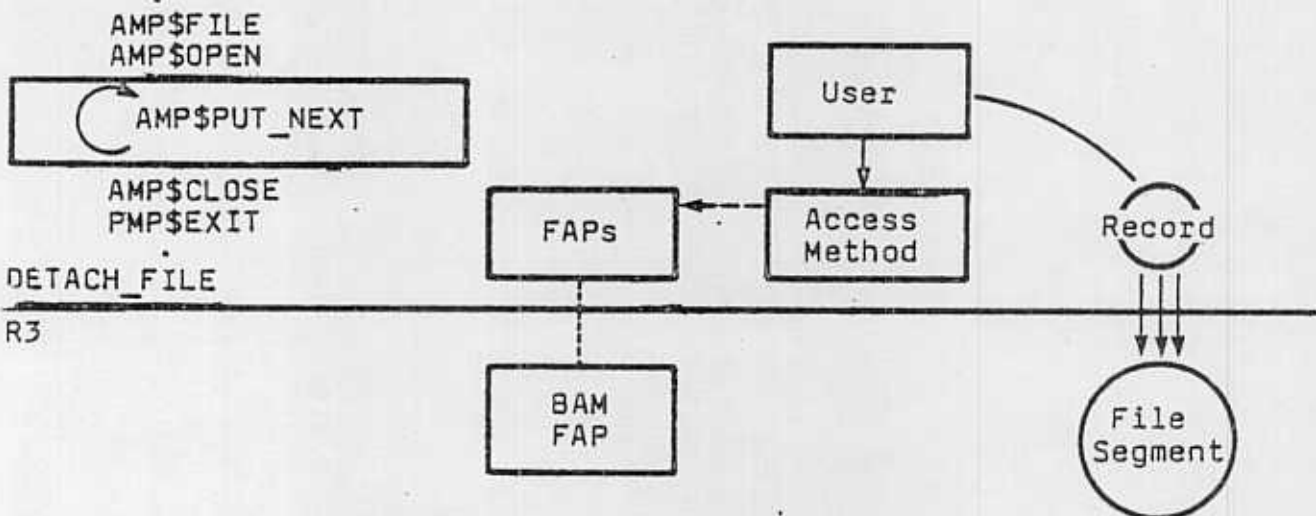 AMP$FILE
AMP$OPEN
AMP$PUT_NEXT
AMP$CLOSE
PMP$EXIT
DETACH_FILE
R3
User
Access
Method
FAPs
Record
BAM
FAP
File
Segment